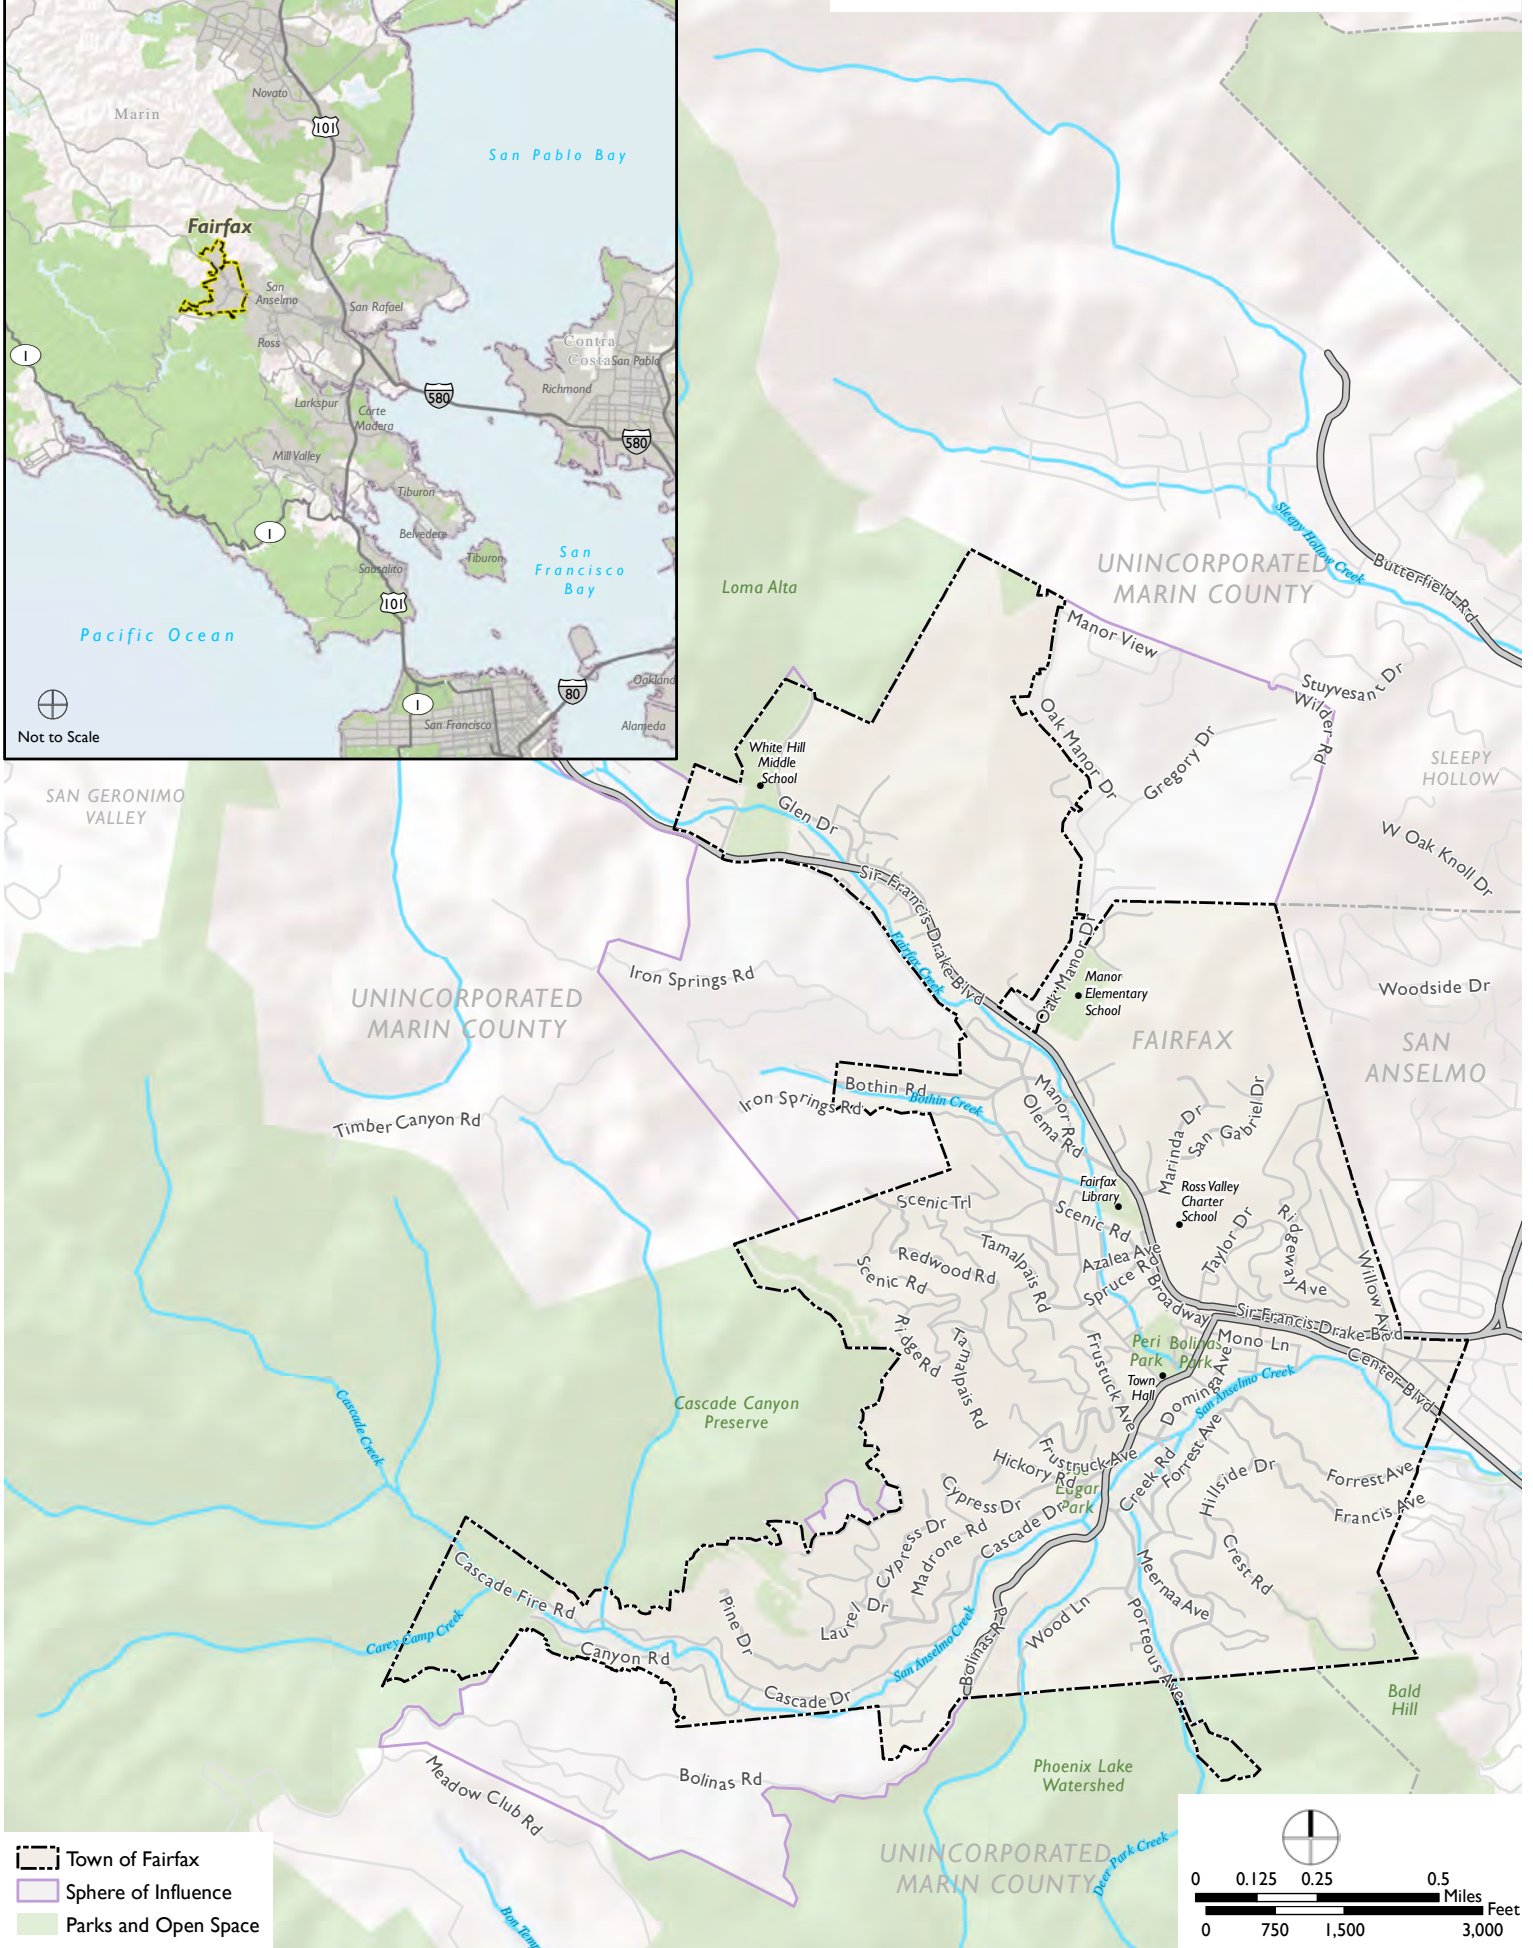 Novato
Marin
101
San Pablo Bay
Fairfax
San
Anselmo
San Rafael
Ross
1
Contra
Costa
San Pablo
Richmond
580
580
Larkspur
Corte
Madera
Mill Valley
Tiburon
Belvedere
1
Tiburon
San
Francisco
Bay
Sausalito
101
Pacific Ocean
Oakland
80
1
San Francisco
Alameda
Not to Scale
Loma Alta
Sleepy Hollow Creek
UNINCORPORATED
MARIN COUNTY
Butterfield Rd
Manor View
Stuyvesant Dr
Wilder Rd
Oak Manor Dr
Gregory Dr
SLEEPY
HOLLOW
White Hill
Middle
School
Glen Dr
SAN GERONIMO
VALLEY
W Oak Knoll Dr
Sir Francis Drake Blvd
Fairfax Creek
Oak Manor Dr
Iron Springs Rd
Manor
Elementary
School
Woodside Dr
UNINCORPORATED
MARIN COUNTY
FAIRFAX
SAN
ANSELMO
Bothin Rd
Bothin Creek
Iron Springs Rd
Manor Rd
Olema Rd
Timber Canyon Rd
Marinda Dr
San Gabriel Dr
Fairfax
Library
Ross Valley
Charter
School
Scenic Trl
Scenic Rd
Taylor Dr
Ridgeway Ave
Redwood Rd
Tamalpais Rd
Azalea Ave
Scenic Rd
Spruce Rd
Broadway
Willow Ave
Sir Francis Drake Blvd
Ridge Rd
Tamalpais Rd
Frustuck Ave
Peri
Park
Bolinas
Park
Mono Ln
Center Blvd
Town
Hall
Dominga Ave
San Anselmo Creek
Cascade Canyon
Preserve
Cascade Creek
Frustruck Ave
Hickory Rd
Edgar
Park
Creek Rd
Forrest Ave
Hillside Dr
Forrest Ave
Francis Ave
Cypress Dr
Cascade Dr
Cypress Dr
Madrone Rd
Crest Rd
Meernaa Ave
Cascade Fire Rd
Carey Camp Creek
Pine Dr
Laurel Dr
San Anselmo Creek
Wood Ln
Porteous Ave
Canyon Rd
Bolinas R
Cascade Dr
Bald
Hill
Bolinas Rd
Meadow Club Rd
Phoenix Lake
Watershed
UNINCORPORATED
MARIN COUNTY
Deer Park Creek
Town of Fairfax
Sphere of Influence
Parks and Open Space
0 0.125 0.25 0.5
Miles
Feet
0 750 1,500 3,000